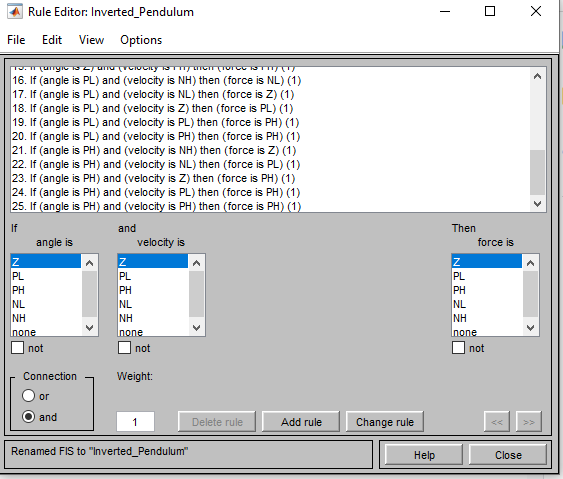 Rule Editor: Inverted_Pendulum
File Edit View Options
15. If (angle is Z) and (velocity is PH) then (force is PH) (1)
16. If (angle is PL) and (velocity is NH) then (force is NL) (1)
17. If (angle is PL) and (velocity is NL) then (force is Z) (1)
18. If (angle is PL) and (velocity is Z) then (force is PL) (1)
19. If (angle is PL) and (velocity is PL) then (force is PH) (1)
20. If (angle is PL) and (velocity is PH) then (force is PH) (1)
21. If (angle is PH) and (velocity is NH) then (force is Z) (1)
22. If (angle is PH) and (velocity is NL) then (force is PL) (1)
23. If (angle is PH) and (velocity is Z) then (force is PH) (1)
24. If (angle is PH) and (velocity is PL) then (force is PH) (1)
25. If (angle is PH) and (velocity is PH) then (force is PH) (1)
If and Then
angle is velocity is force is
Z Z Z
PL PL PL
PH PH PH
NL NL NL
NH NH NH
none none none
not not not
Connection Weight:
or
and 1 Delete rule Add rule Change rule << >>
Renamed FIS to "Inverted_Pendulum" Help Close